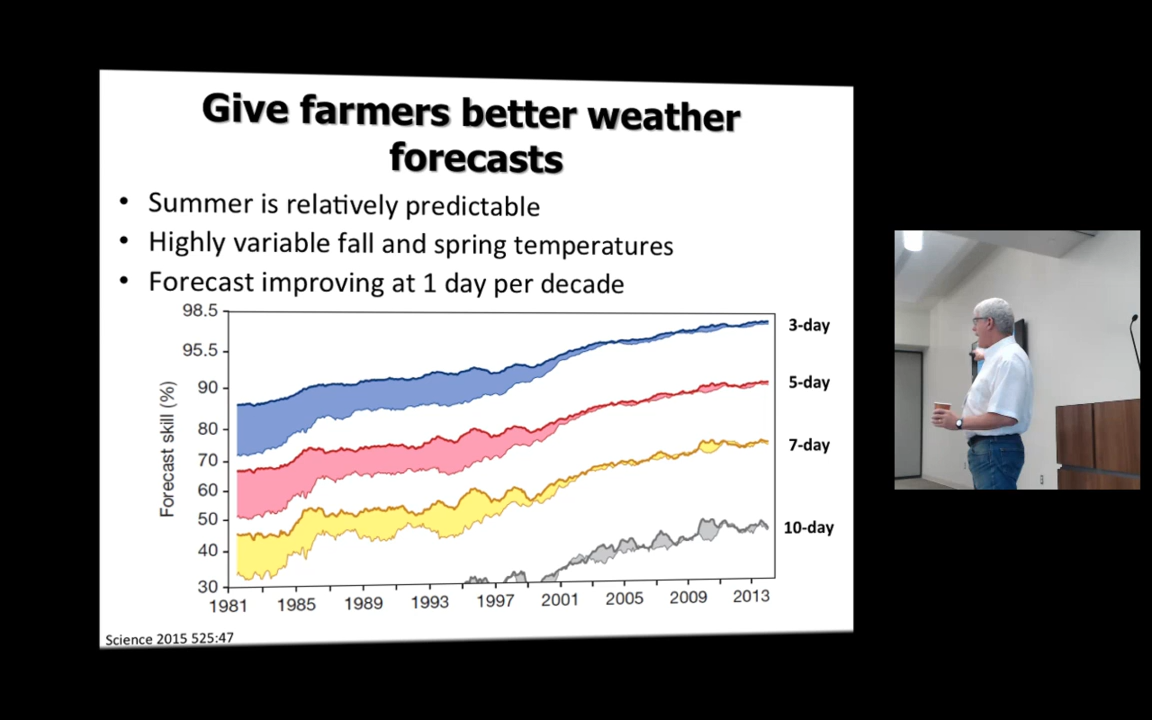 Give farmers better weather
forecasts
• Summer is relatively predictable
• Highly variable fall and spring temperatures
• Forecast improving at 1 day per decade
Forecast skill (%)
98.5
95.5
90
80
70
60
50
40
30
3-day
5-day
7-day
10-day
1981 1985 1989 1993 1997 2001 2005 2009 2013
Science 2015 525:47